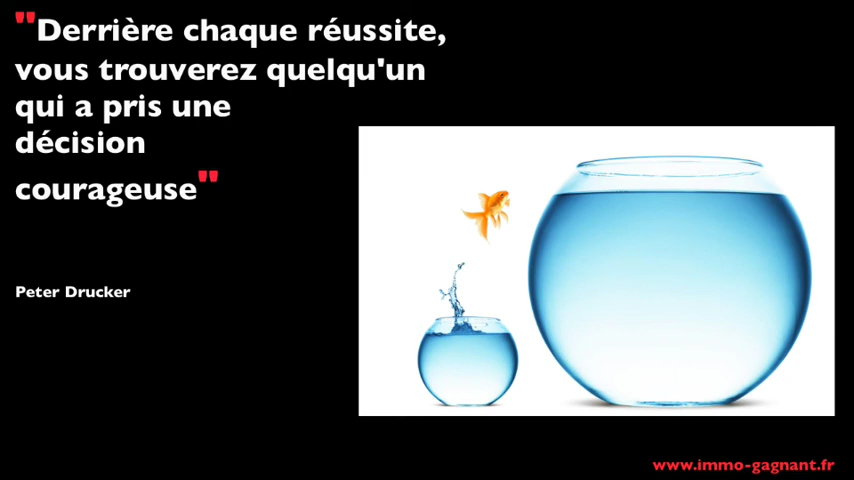 "Derrière chaque réussite,
vous trouverez quelqu'un
qui a pris une
décision
courageuse"
Peter Drucker
www.immo-gagnant.fr